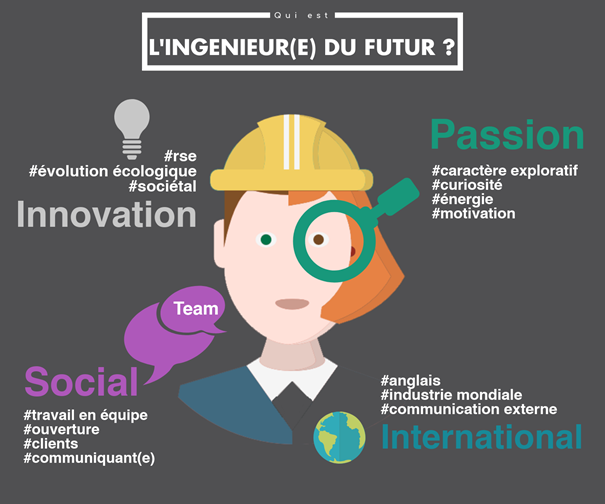 Qui est
L'INGENIEUR(E) DU FUTUR ?
#rse
#évolution écologique
#sociétal
Innovation
Passion
#caractère exploratif
#curiosité
#énergie
#motivation
Team
Social
#travail en équipe
#ouverture
#clients
#communiquant(e)
#anglais
#industrie mondiale
#communication externe
International